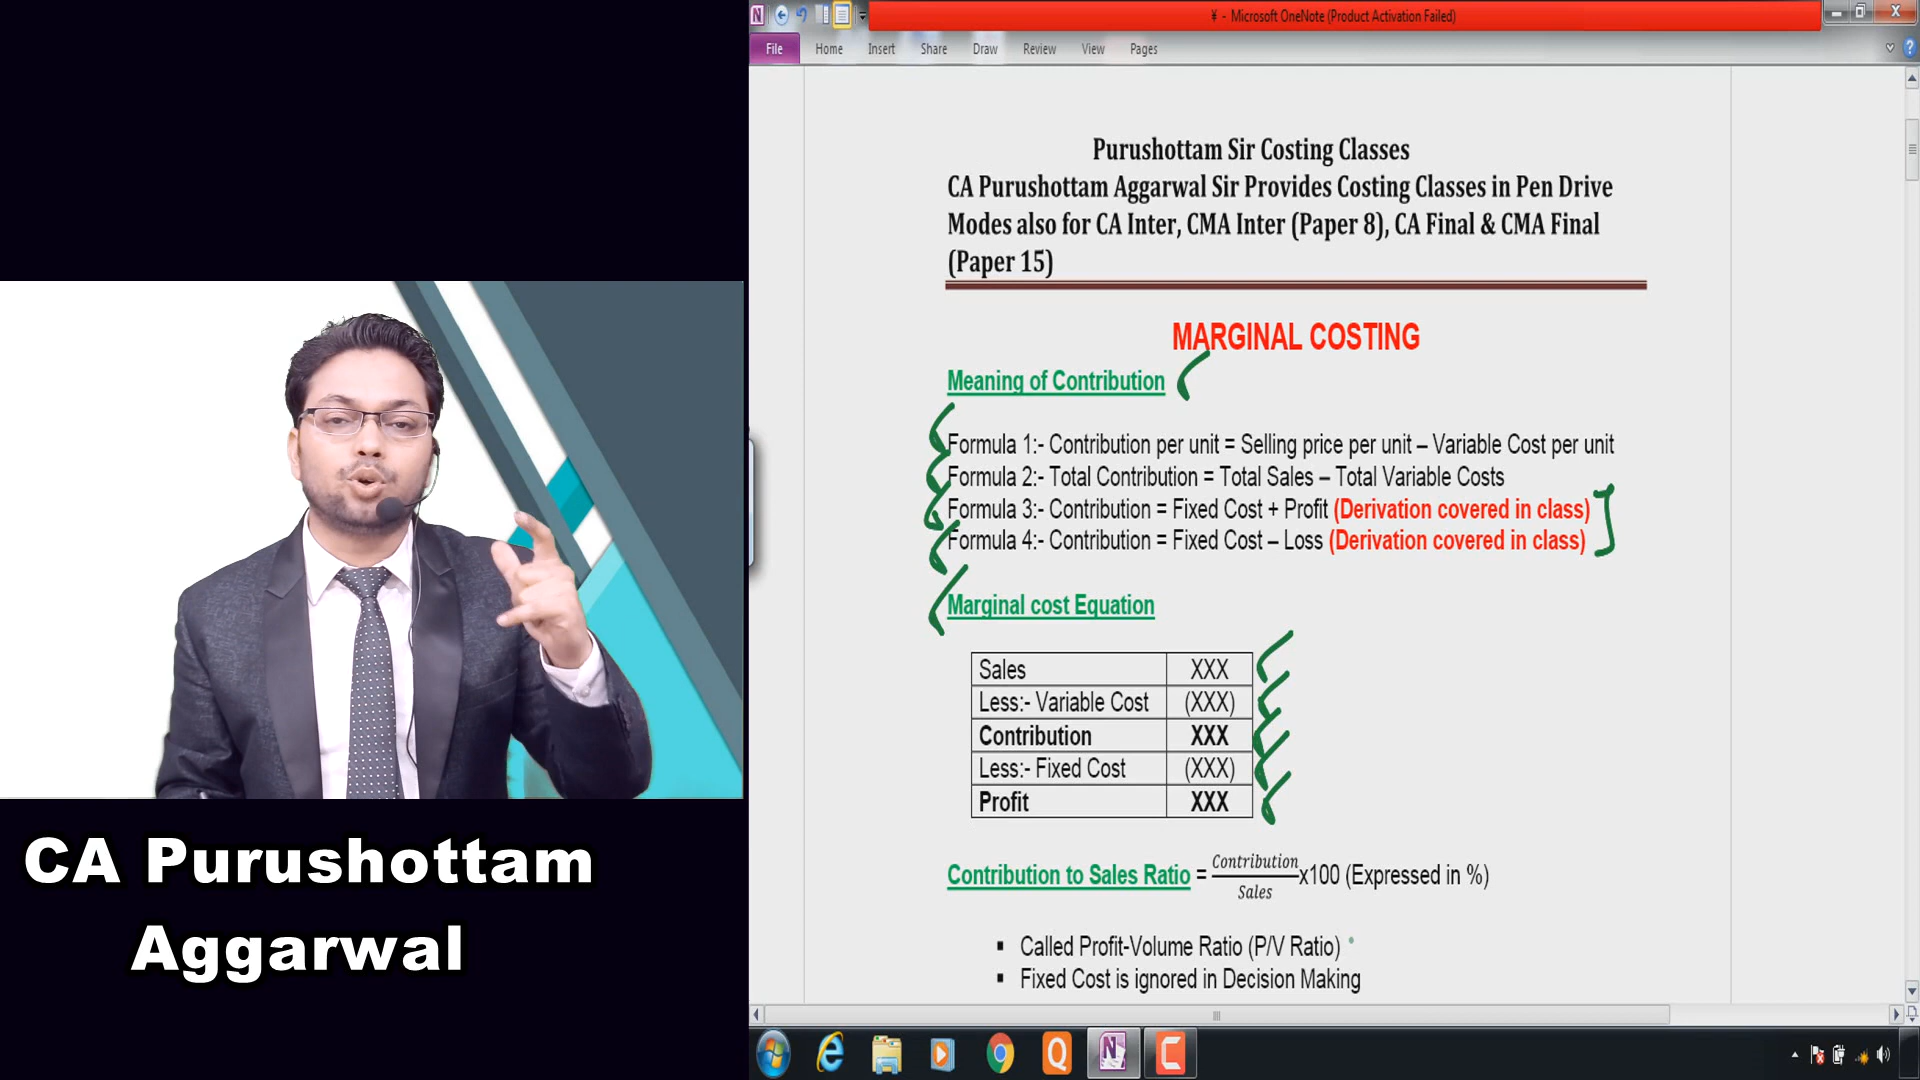 ¥ - Microsoft OneNote (Product Activation Failed)
File Home Insert Share Draw Review View Pages
Purushottam Sir Costing Classes
CA Purushottam Aggarwal Sir Provides Costing Classes in Pen Drive
Modes also for CA Inter, CMA Inter (Paper 8), CA Final & CMA Final
(Paper 15)
MARGINAL COSTING
Meaning of Contribution
Formula 1:- Contribution per unit = Selling price per unit – Variable Cost per unit
Formula 2:- Total Contribution = Total Sales – Total Variable Costs
Formula 3:- Contribution = Fixed Cost + Profit (Derivation covered in class)
Formula 4:- Contribution = Fixed Cost – Loss (Derivation covered in class)
Marginal cost Equation
Sales XXX
Less:- Variable Cost (XXX)
Contribution XXX
Less:- Fixed Cost (XXX)
Profit XXX
Contribution to Sales Ratio = Contribution/Sales x100 (Expressed in %)
▪ Called Profit-Volume Ratio (P/V Ratio)
▪ Fixed Cost is ignored in Decision Making
CA Purushottam
Aggarwal